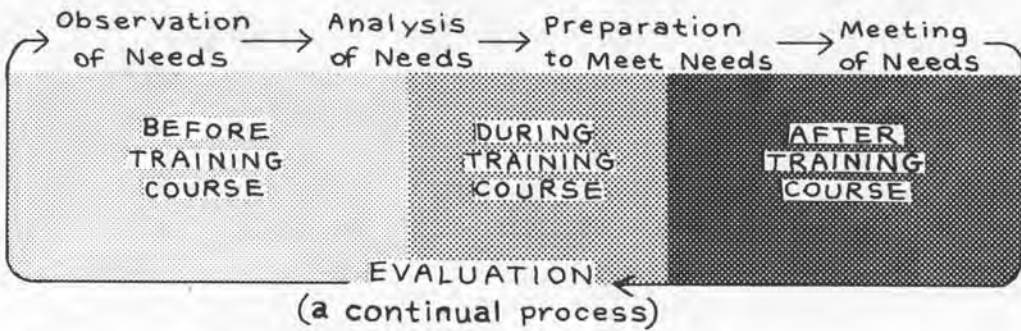 Observation
of Needs
Analysis
of Needs
Preparation
to Meet Needs
Meeting
of Needs
BEFORE
TRAINING
COURSE
DURING
TRAINING
COURSE
AFTER
TRAINING
COURSE
EVALUATION
(a continual process)